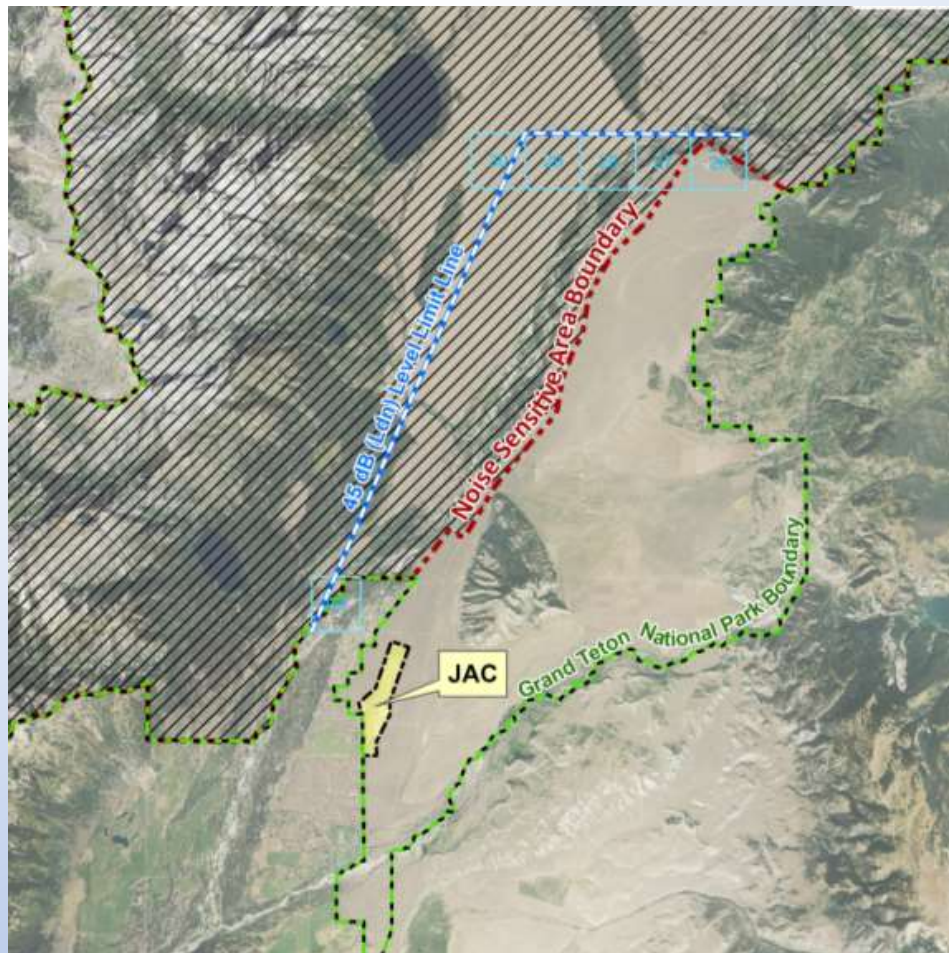 45 dB (Ldn) Level Limit Line
Noise Sensitive Area Boundary
JAC
Grand Teton National Park Boundary